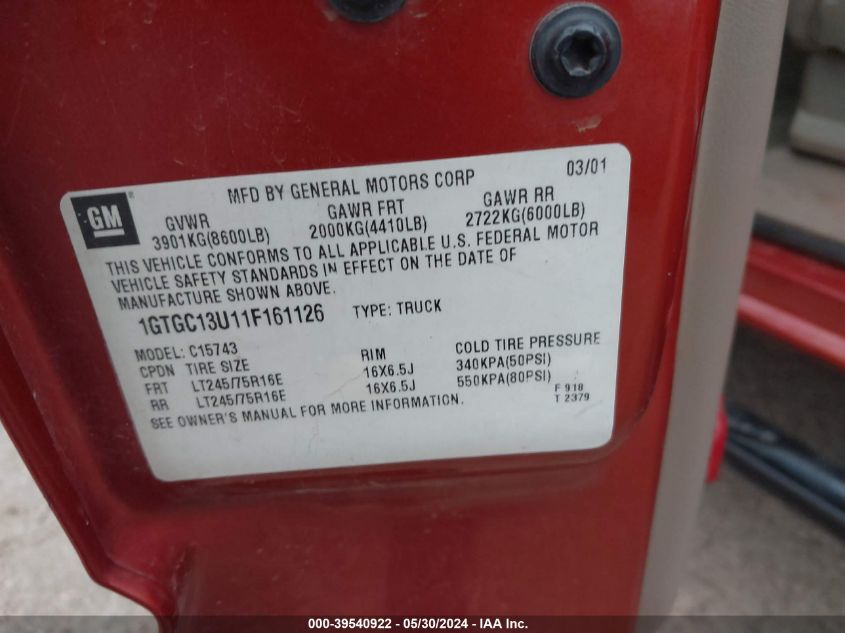 MFD BY GENERAL MOTORS CORP 03/01
GM
GVWR GAWR FRT GAWR RR
3901KG(8600LB) 2000KG(4410LB) 2722KG(6000LB)
THIS VEHICLE CONFORMS TO ALL APPLICABLE U.S. FEDERAL MOTOR
VEHICLE SAFETY STANDARDS IN EFFECT ON THE DATE OF
MANUFACTURE SHOWN ABOVE.
1GTGC13U11F161126 TYPE: TRUCK
MODEL: C15743
CPDN TIRE SIZE RIM COLD TIRE PRESSURE
FRT LT245/75R16E 16X6.5J 340KPA(50PSI)
RR LT245/75R16E 16X6.5J 550KPA(80PSI)
SEE OWNER'S MANUAL FOR MORE INFORMATION.
F 918
T 2379
000-39540922 / 05/30/2024 - IAA Inc.